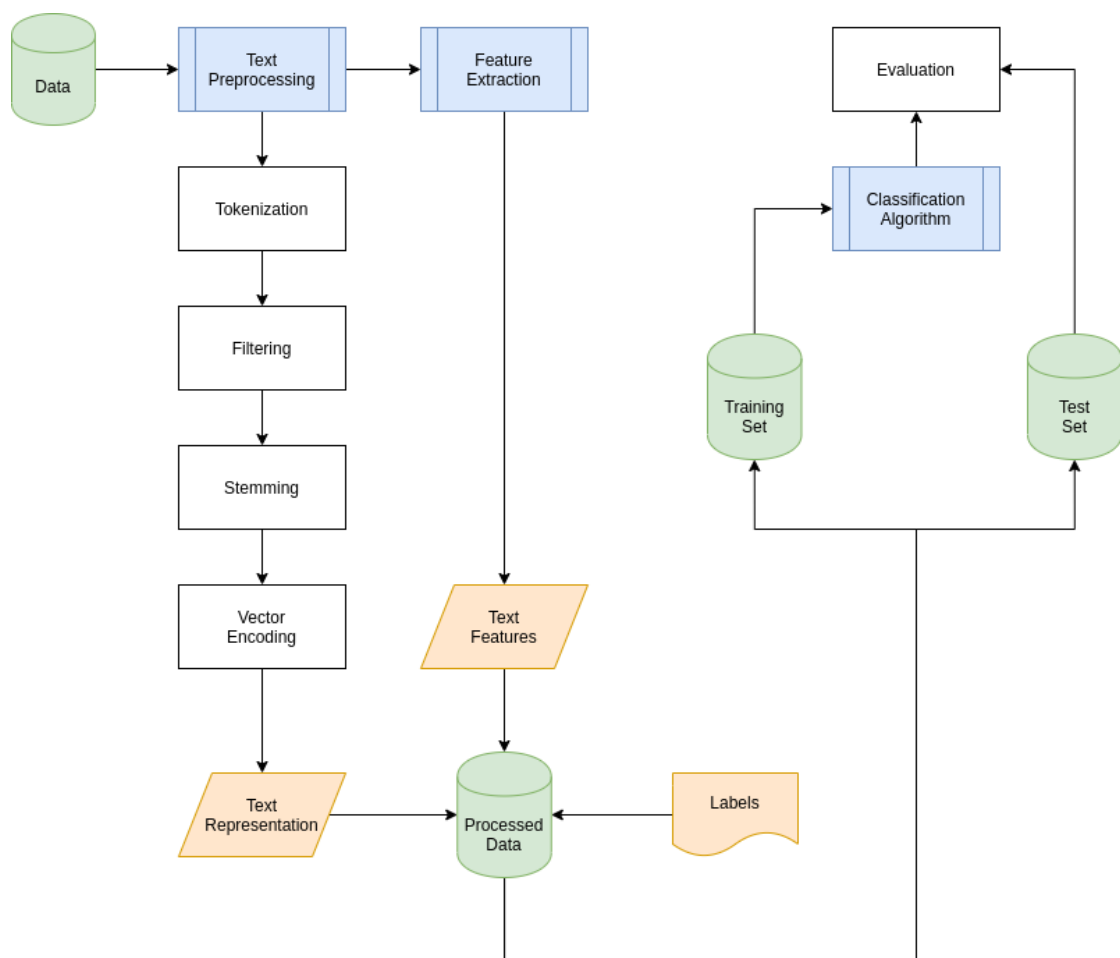 Data
Text
Preprocessing
Feature
Extraction
Evaluation
Tokenization
Classification
Algorithm
Filtering
Training
Set
Test
Set
Stemming
Vector
Encoding
Text
Features
Text
Representation
Processed
Data
Labels